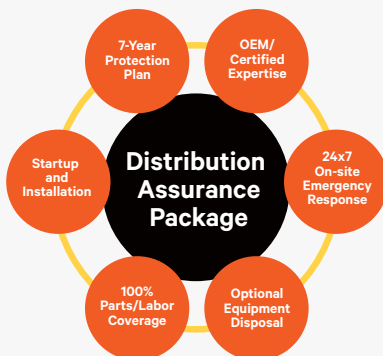 7-Year
Protection
Plan
OEM/
Certified
Expertise
Startup
and
Installation
Distribution
Assurance
Package
24x7
On-site
Emergency
Response
100%
Parts/Labor
Coverage
Optional
Equipment
Disposal